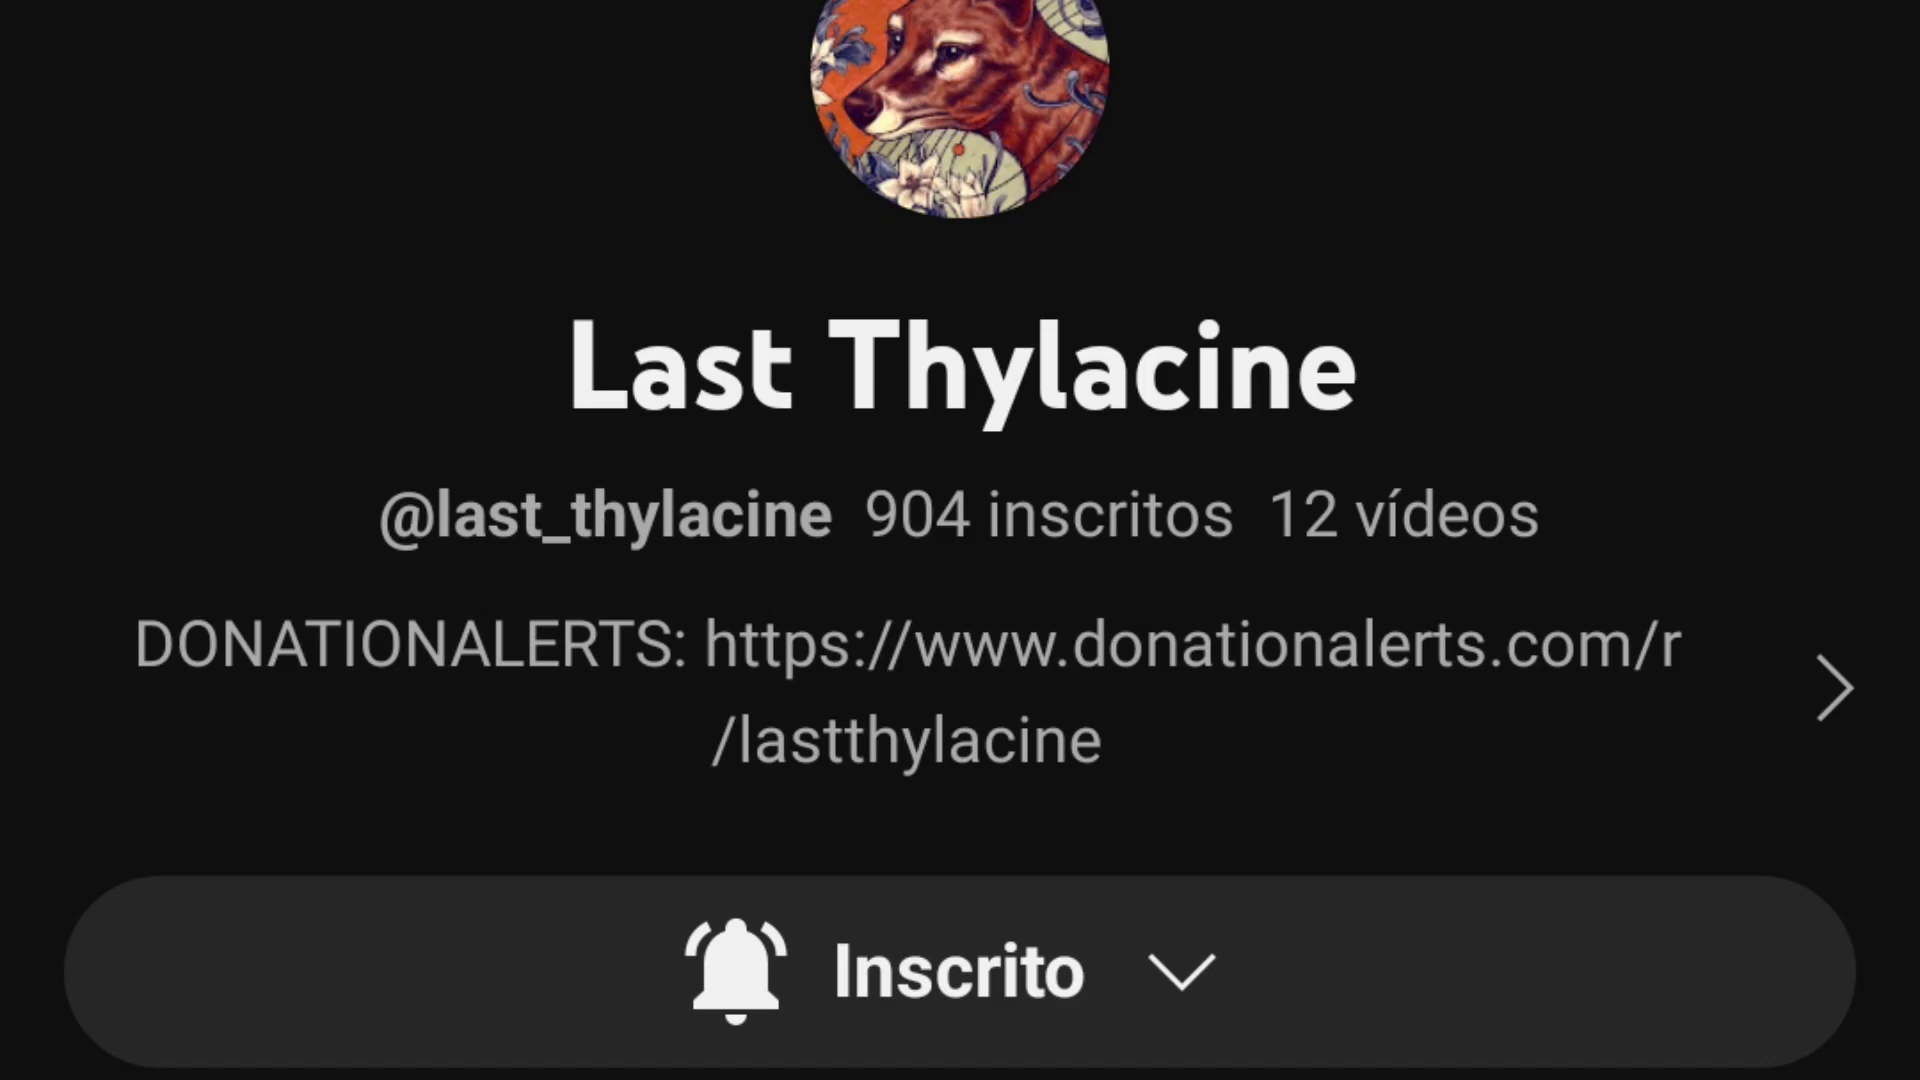 Last Thylacine
@last_thylacine 904 inscritos 12 vídeos
DONATIONALERTS: https://www.donationalerts.com/r
/lastthylacine
Inscrito